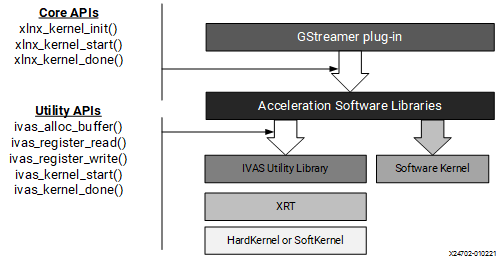 Core APIs
xlnx_kernel_init()
xlnx_kernel_start()
xlnx_kernel_done()
GStreamer plug-in
Acceleration Software Libraries
Utility APIs
ivas_alloc_buffer()
ivas_register_read()
ivas_register_write()
ivas_kernel_start()
ivas_kernel_done()
IVAS Utility Library
Software Kernel
XRT
HardKernel or SoftKernel
X24702-010221